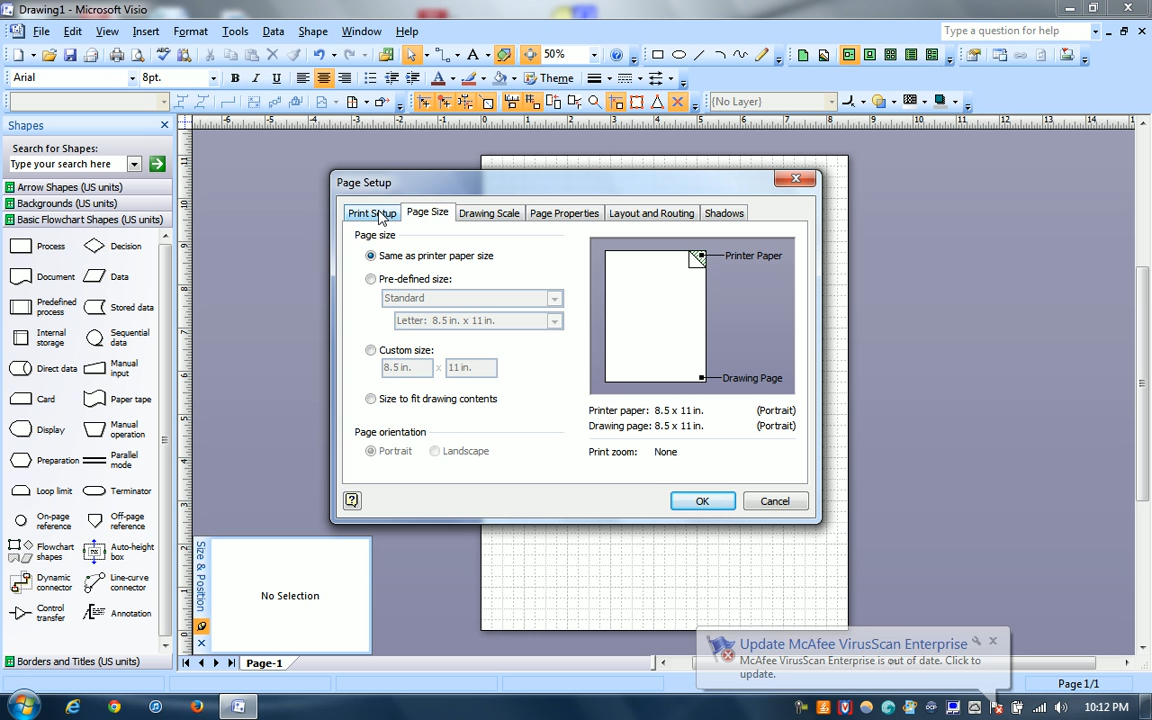 Drawing1 - Microsoft Visio
File Edit View Insert Format Tools Data Shape Window Help Type a question for help
50%
Arial 8pt. Theme
{No Layer}
Shapes
Search for Shapes:
Type your search here
Arrow Shapes (US units)
Backgrounds (US units)
Basic Flowchart Shapes (US units)
Process Decision
Document Data
Predefined process Stored data
Internal storage Sequential data
Direct data Manual input
Card Paper tape
Display Manual operation
Preparation Parallel mode
Loop limit Terminator
On-page reference Off-page reference
Flowchart shapes Auto-height box
Dynamic connector Line-curve connector
Control transfer Annotation
Borders and Titles (US units)
Page Setup
Print Setup Page Size Drawing Scale Page Properties Layout and Routing Shadows
Page size
Same as printer paper size
Pre-defined size:
Standard
Letter: 8.5 in. x 11 in.
Custom size:
8.5 in. x 11 in.
Size to fit drawing contents
Page orientation
Portrait Landscape
Printer Paper
Drawing Page
Printer paper: 8.5 x 11 in. (Portrait)
Drawing page: 8.5 x 11 in. (Portrait)
Print zoom: None
OK Cancel
Size & Position
No Selection
Update McAfee VirusScan Enterprise
McAfee VirusScan Enterprise is out of date. Click to
update.
Page-1
Page 1/1
10:12 PM